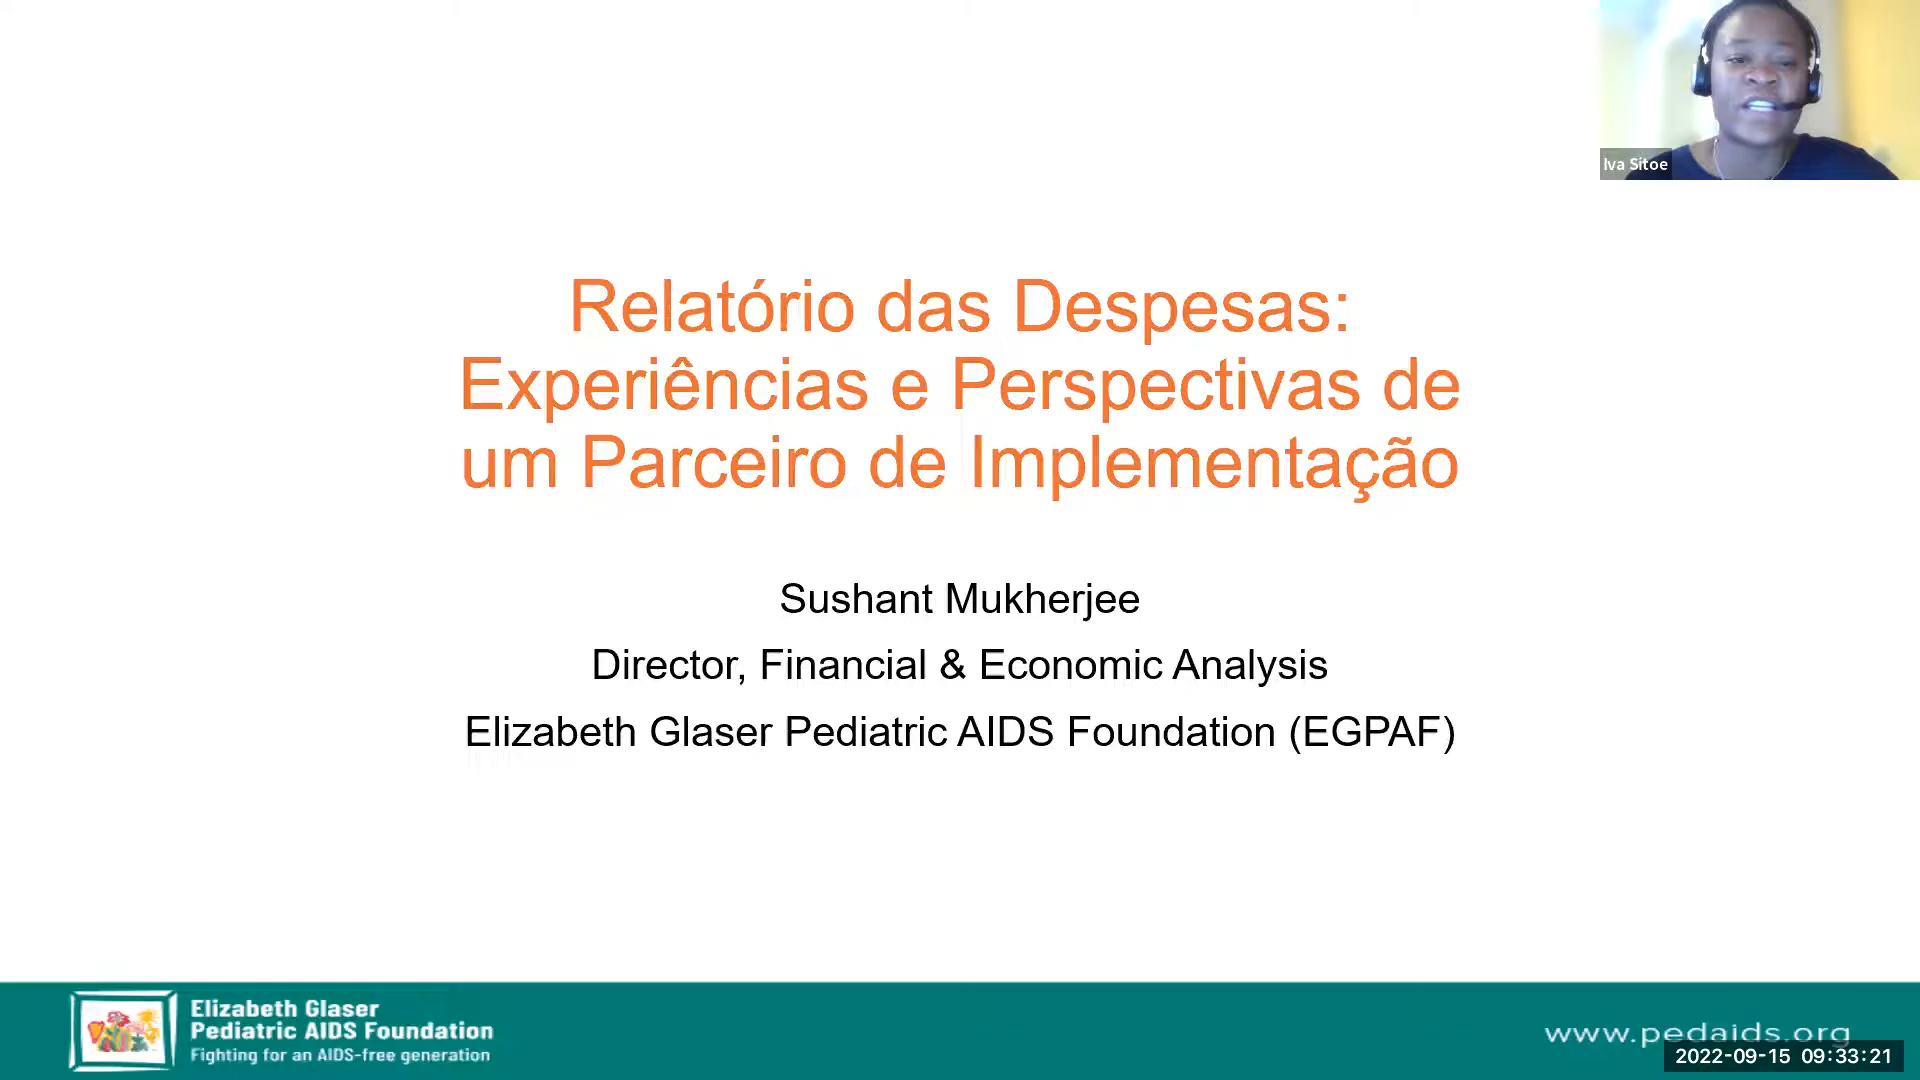 Iva Sitoe
Relatório das Despesas:
Experiências e Perspectivas de
um Parceiro de Implementação
Sushant Mukherjee
Director, Financial & Economic Analysis
Elizabeth Glaser Pediatric AIDS Foundation (EGPAF)
Elizabeth Glaser
Pediatric AIDS Foundation
Fighting for an AIDS-free generation
www.pedaids.org
2022-09-15 09:33:21